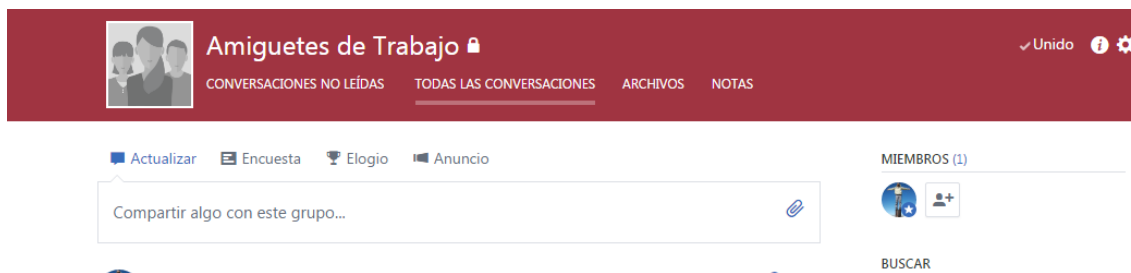 Amiguetes de Trabajo
Unido
CONVERSACIONES NO LEÍDAS TODAS LAS CONVERSACIONES ARCHIVOS NOTAS
Actualizar Encuesta Elogio Anuncio
MIEMBROS (1)
Compartir algo con este grupo...
BUSCAR